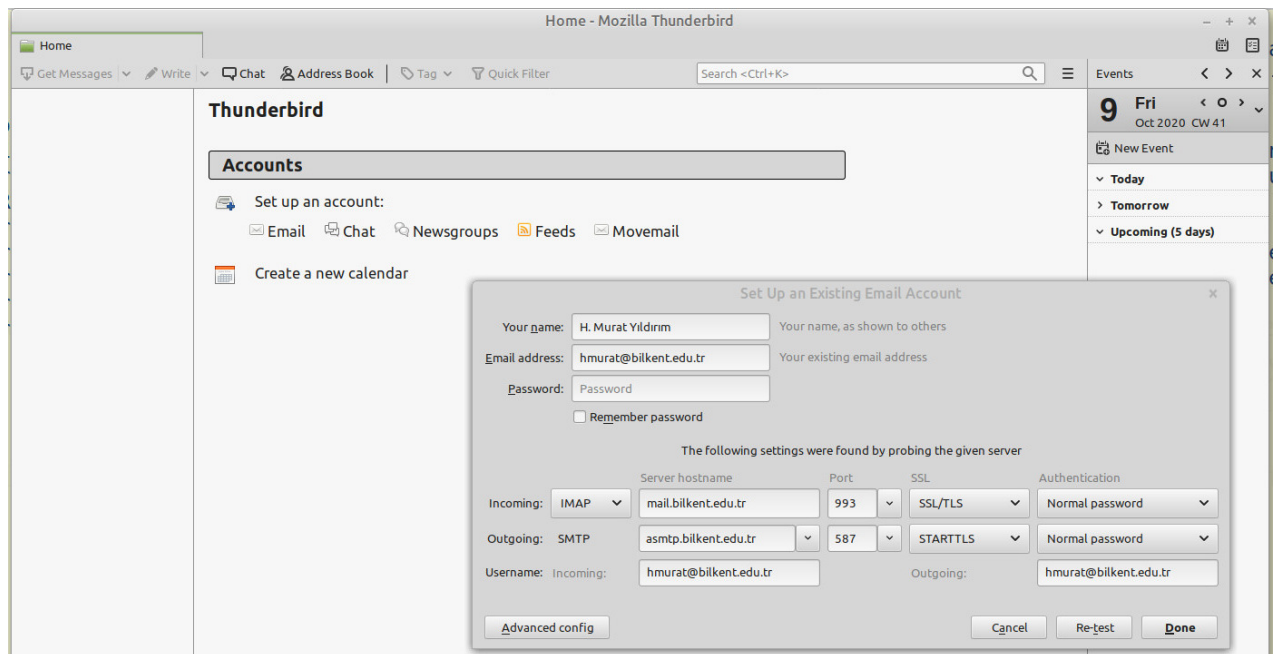 Home - Mozilla Thunderbird
Home
Get Messages Write Chat Address Book Tag Quick Filter Search <Ctrl+K> Events
Thunderbird
9 Fri
Oct 2020 CW 41
New Event
Accounts
Today
Set up an account:
Tomorrow
Email Chat Newsgroups Feeds Movemail
Upcoming (5 days)
Create a new calendar
Set Up an Existing Email Account
Your name: H. Murat Yıldırım Your name, as shown to others
Email address: hmurat@bilkent.edu.tr Your existing email address
Password: Password
Remember password
The following settings were found by probing the given server
Server hostname Port SSL Authentication
Incoming: IMAP mail.bilkent.edu.tr 993 SSL/TLS Normal password
Outgoing: SMTP asmtp.bilkent.edu.tr 587 STARTTLS Normal password
Username: Incoming: hmurat@bilkent.edu.tr Outgoing: hmurat@bilkent.edu.tr
Advanced config Cancel Re-test Done